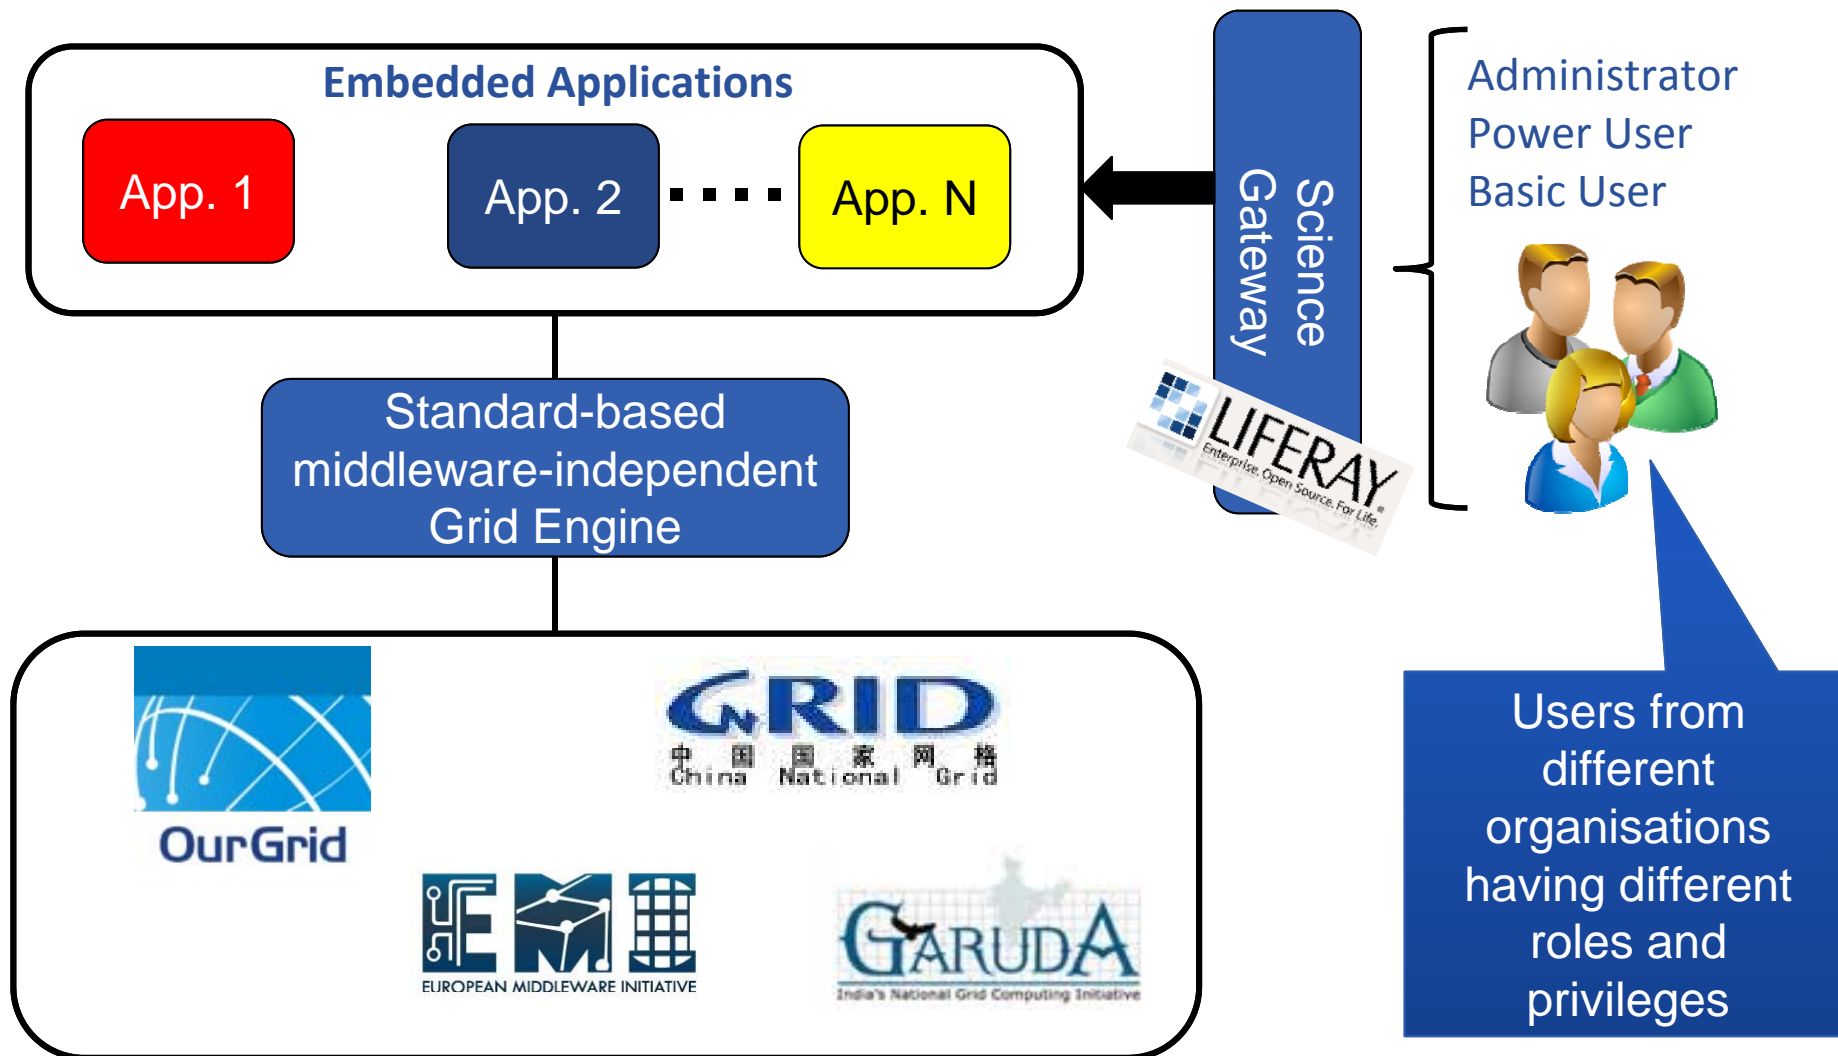 Embedded Applications
App. 1
App. 2
App. N
Science
Gateway
LIFERAY.
Enterprise. Open Source. For Life.
Administrator
Power User
Basic User
Standard-based
middleware-independent
Grid Engine
OurGrid
CNGRID
中国国家网格
China National Grid
EMI
EUROPEAN MIDDLEWARE INITIATIVE
GARUDA
India's National Grid Computing Initiative
Users from
different
organisations
having different
roles and
privileges